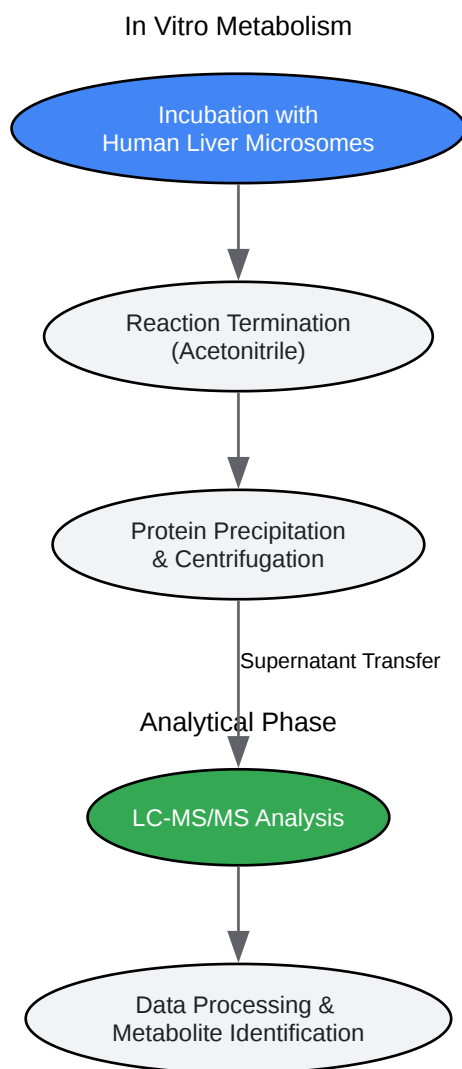 In Vitro Metabolism
Incubation with
Human Liver Microsomes
Reaction Termination
(Acetonitrile)
Protein Precipitation
& Centrifugation
Supernatant Transfer
Analytical Phase
LC-MS/MS Analysis
Data Processing &
Metabolite Identification